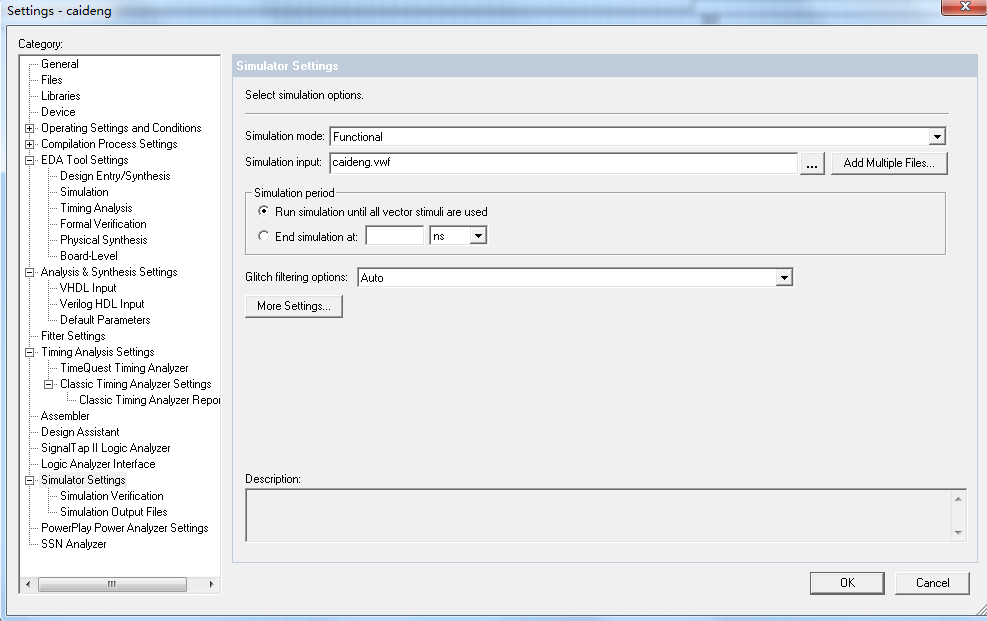 Settings - caideng
Category:
General
Files
Libraries
Device
Operating Settings and Conditions
Compilation Process Settings
EDA Tool Settings
Design Entry/Synthesis
Simulation
Timing Analysis
Formal Verification
Physical Synthesis
Board-Level
Analysis & Synthesis Settings
VHDL Input
Verilog HDL Input
Default Parameters
Fitter Settings
Timing Analysis Settings
TimeQuest Timing Analyzer
Classic Timing Analyzer Settings
Classic Timing Analyzer Repor
Assembler
Design Assistant
SignalTap II Logic Analyzer
Logic Analyzer Interface
Simulator Settings
Simulation Verification
Simulation Output Files
PowerPlay Power Analyzer Settings
SSN Analyzer
Simulator Settings
Select simulation options.
Simulation mode: Functional
Simulation input: caideng.vwf ... Add Multiple Files...
Simulation period
Run simulation until all vector stimuli are used
End simulation at: ns
Glitch filtering options: Auto
More Settings...
Description:
OK Cancel